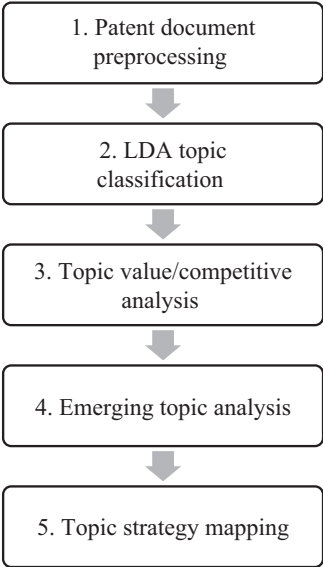 1. Patent document
preprocessing
2. LDA topic
classification
3. Topic value/competitive
analysis
4. Emerging topic analysis
5. Topic strategy mapping